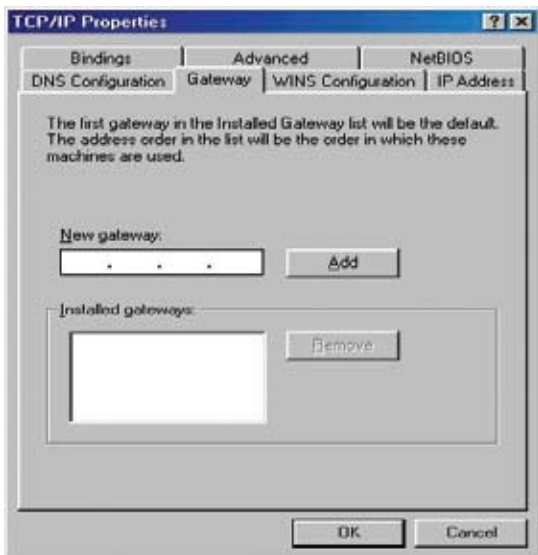 TCP/IP Properties
Bindings
Advanced
NetBIOS
DNS Configuration
Gateway
WINS Configuration
IP Address
The first gateway in the Installed Gateway list will be the default.
The address order in the list will be the order in which these
machines are used.
New gateway:
. . .
Add
Installed gateways:
Remove
OK
Cancel